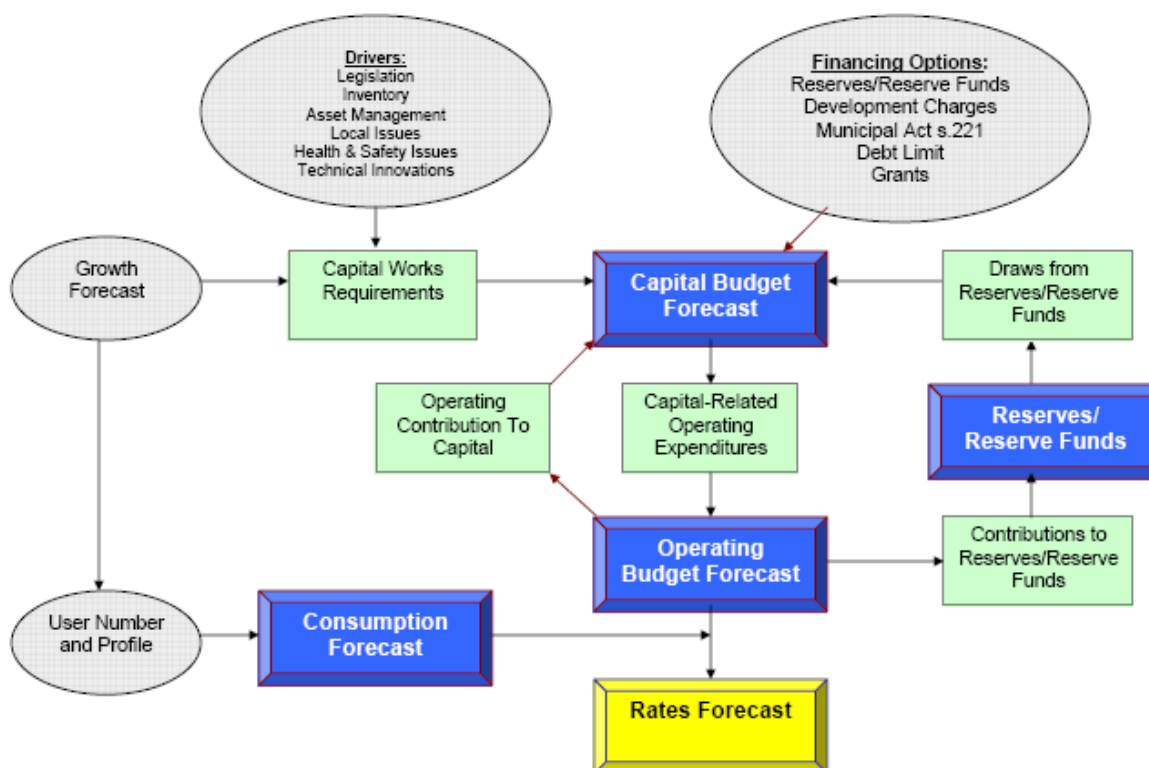 Drivers:
Legislation
Inventory
Asset Management
Local Issues
Health & Safety Issues
Technical Innovations
Financing Options:
Reserves/Reserve Funds
Development Charges
Municipal Act s.221
Debt Limit
Grants
Growth
Forecast
Capital Works
Requirements
Capital Budget
Forecast
Draws from
Reserves/Reserve
Funds
Operating
Contribution To
Capital
Capital-Related
Operating
Expenditures
Reserves/
Reserve Funds
Operating
Budget Forecast
Contributions to
Reserves/Reserve
Funds
User Number
and Profile
Consumption
Forecast
Rates Forecast